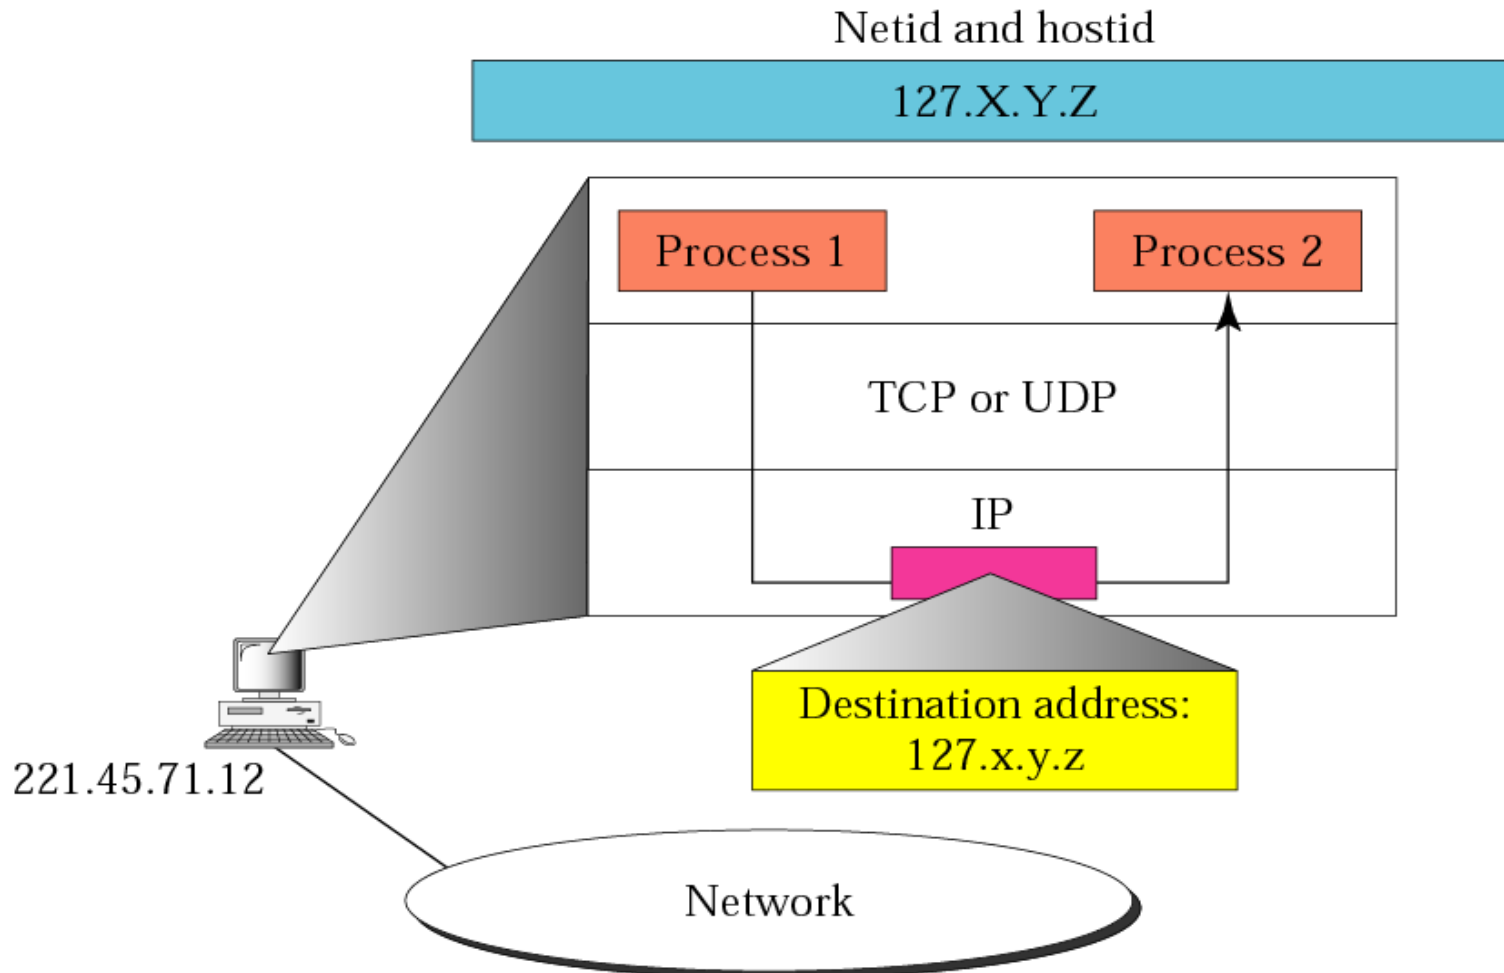 Netid and hostid
127.X.Y.Z
Process 1
Process 2
TCP or UDP
IP
Destination address:
127.x.y.z
221.45.71.12
Network